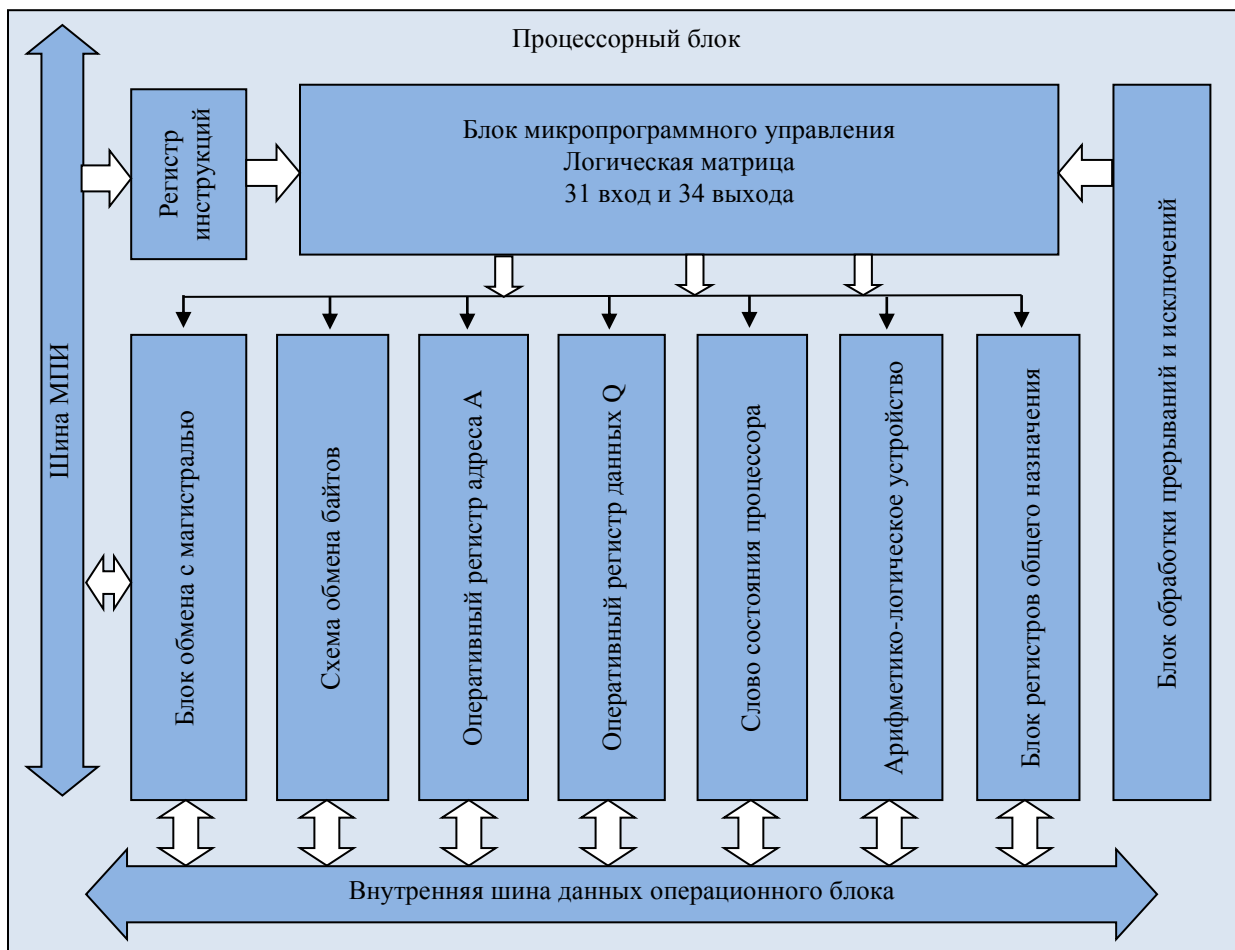 Процессорный блок
Шина МПИ
Регистр
инструкций
Блок микропрограммного управления
Логическая матрица
31 вход и 34 выхода
Блок обмена с магистралью
Схема обмена байтов
Оперативный регистр адреса А
Оперативный регистр данных Q
Слово состояния процессора
Арифметико-логическое устройство
Блок регистров общего назначения
Блок обработки прерываний и исключений
Внутренняя шина данных операционного блока